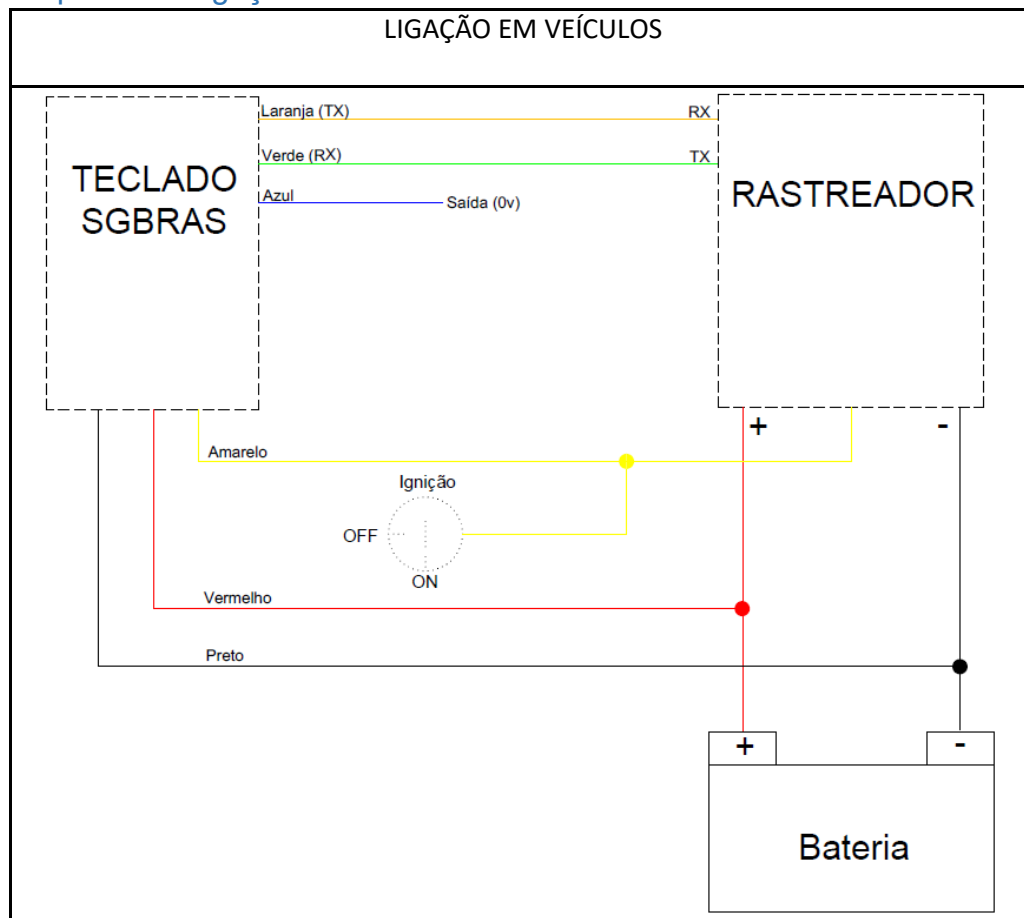 LIGAÇÃO EM VEÍCULOS
Laranja (TX)
RX
Verde (RX)
TX
TECLADO
SGBRAS
RASTREADOR
Azul
Saída (0v)
+
-
Amarelo
Ignição
OFF
ON
Vermelho
Preto
+
-
Bateria